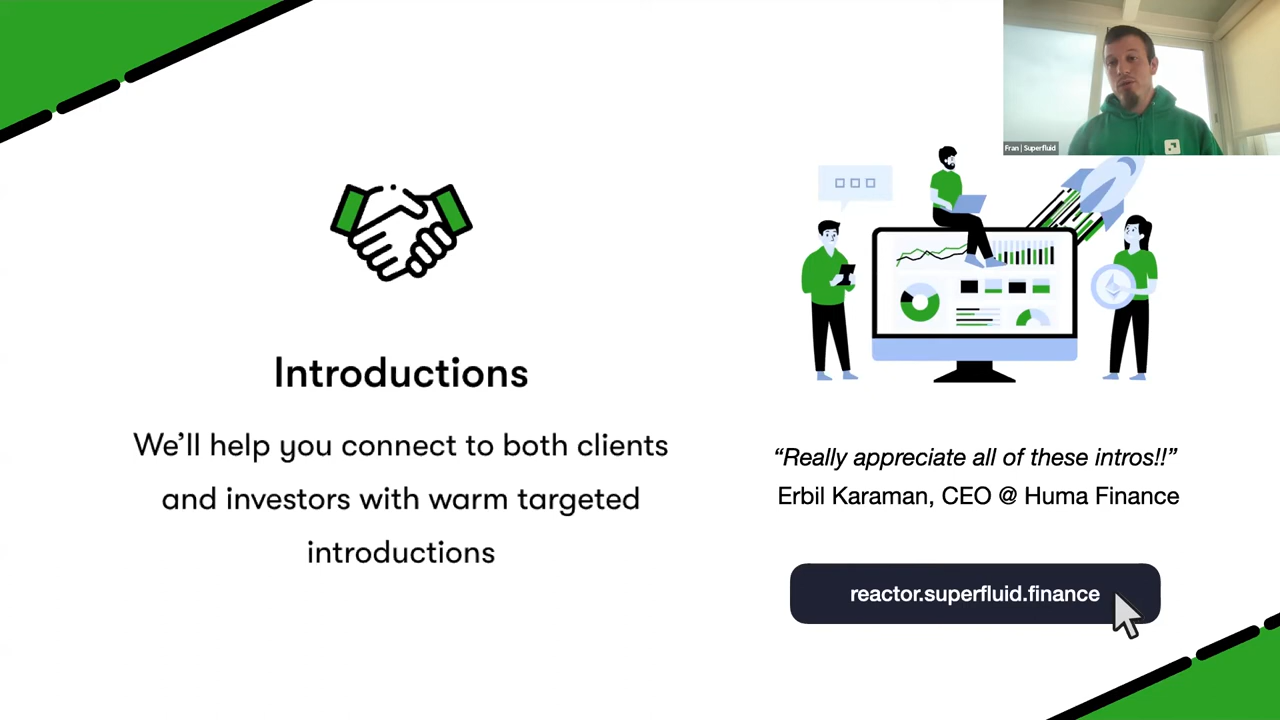 Fran | Superfluid
Introductions
We'll help you connect to both clients
and investors with warm targeted
introductions
“Really appreciate all of these intros!!”
Erbil Karaman, CEO @ Huma Finance
reactor.superfluid.finance